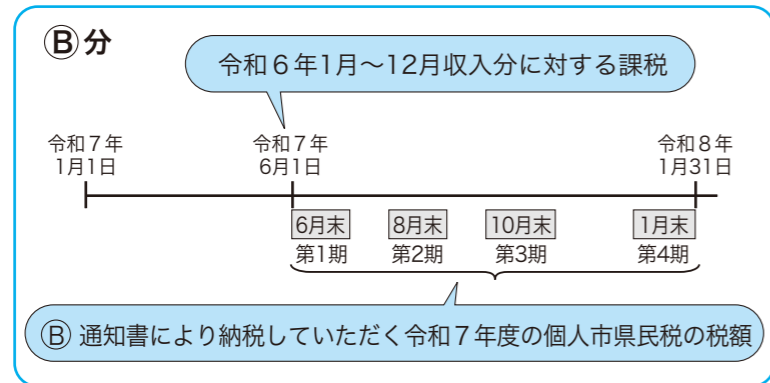 Ⓑ分
令和6年1月～12月収入分に対する課税
令和7年
1月1日
令和7年
6月1日
令和8年
1月31日
6月末
8月末
10月末
1月末
第1期
第2期
第3期
第4期
Ⓑ 通知書により納税していただく令和7年度の個人市県民税の税額